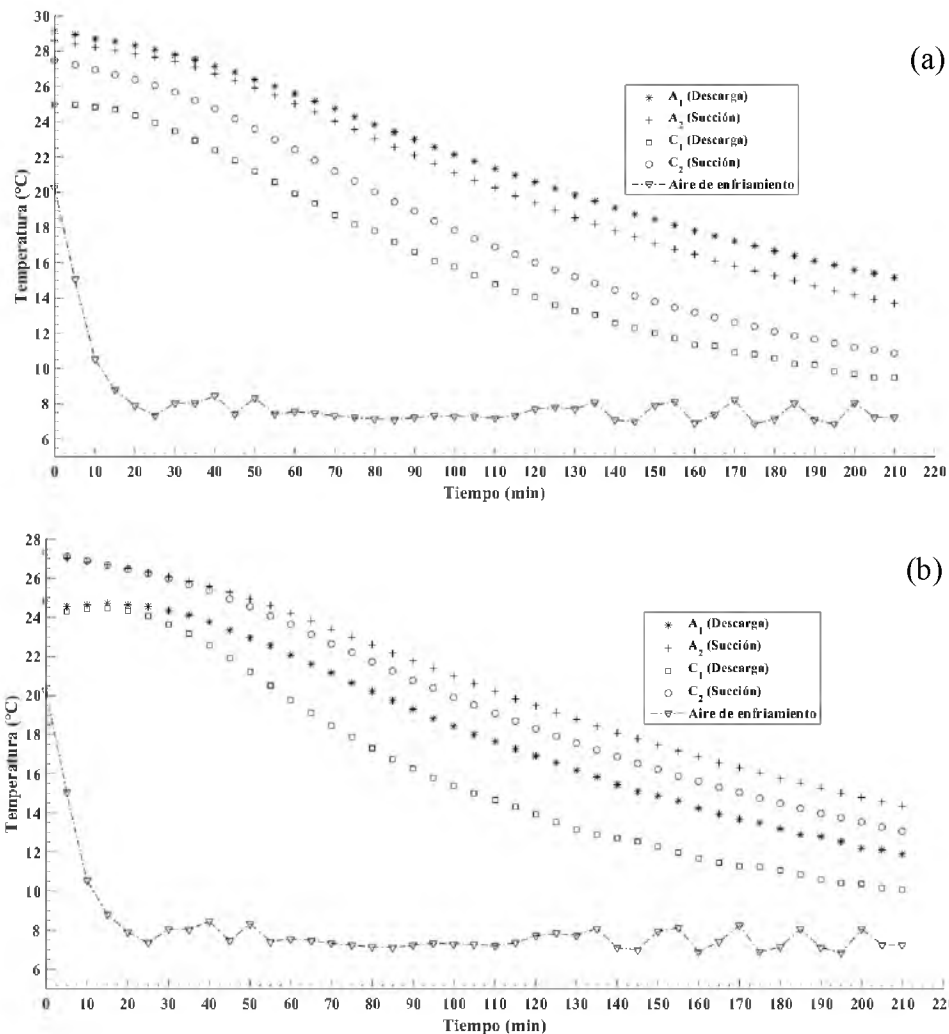 30
28
26
24
22
20
18
16
14
12
10
8
6
Temperatura (°C)
(a)
A1 (Descarga)
A2 (Succión)
C1 (Descarga)
C2 (Succión)
Aire de enfriamiento
0 10 20 30 40 50 60 70 80 90 100 110 120 130 140 150 160 170 180 190 200 210 220
Tiempo (min)
28
26
24
22
20
18
16
14
12
10
8
6
Temperatura (°C)
(b)
A1 (Descarga)
A2 (Succión)
C1 (Descarga)
C2 (Succión)
Aire de enfriamiento
0 10 20 30 40 50 60 70 80 90 100 110 120 130 140 150 160 170 180 190 200 210 22
Tiempo (min)